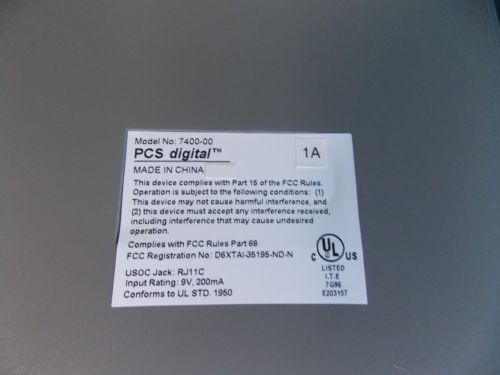 Model No: 7400-00
PCS digital™
1A
MADE IN CHINA
This device complies with Part 15 of the FCC Rules.
Operation is subject to the following conditions: (1)
This device may not cause harmful interference, and
(2) this device must accept any interference received,
including interference that may cause undesired
operation.
Complies with FCC Rules Part 68
FCC Registration No: D6XTAI-35195-ND-N
USOC Jack: RJ11C
Input Rating: 9V, 200mA
Conforms to UL STD. 1950
C UL US
LISTED
I.T.E
7G96
E203157